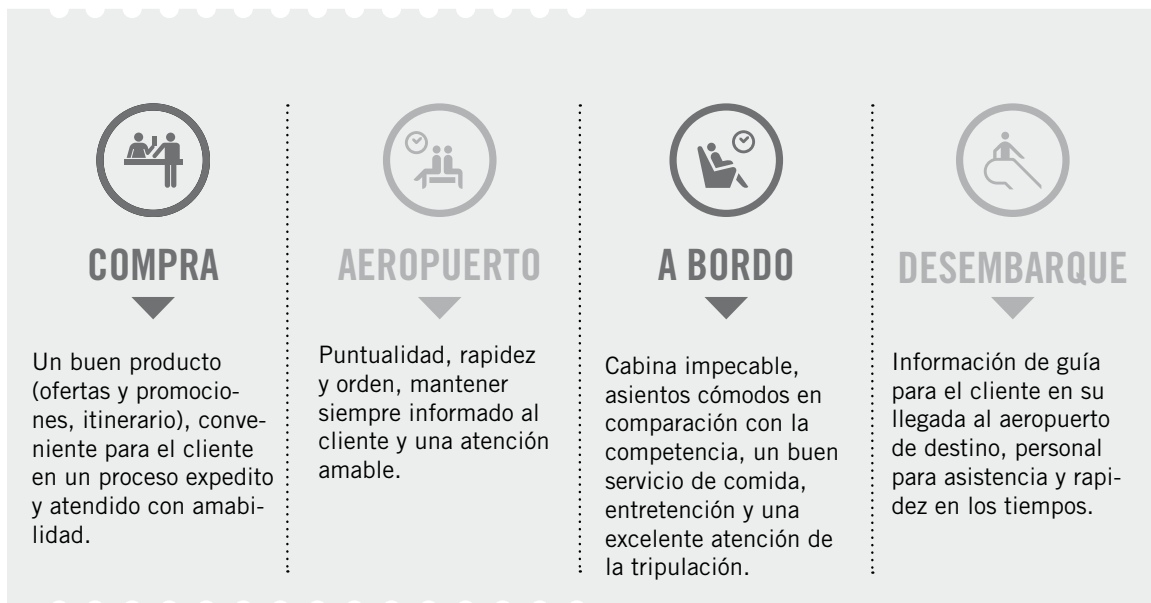 COMPRA
Un buen producto
(ofertas y promocio-
nes, itinerario), conve-
niente para el cliente
en un proceso expedito
y atendido con amabi-
lidad.
AEROPUERTO
Puntualidad, rapidez
y orden, mantener
siempre informado al
cliente y una atención
amable.
A BORDO
Cabina impecable,
asientos cómodos en
comparación con la
competencia, un buen
servicio de comida,
entretención y una
excelente atención de
la tripulación.
DESEMBARQUE
Información de guía
para el cliente en su
llegada al aeropuerto
de destino, personal
para asistencia y rapi-
dez en los tiempos.